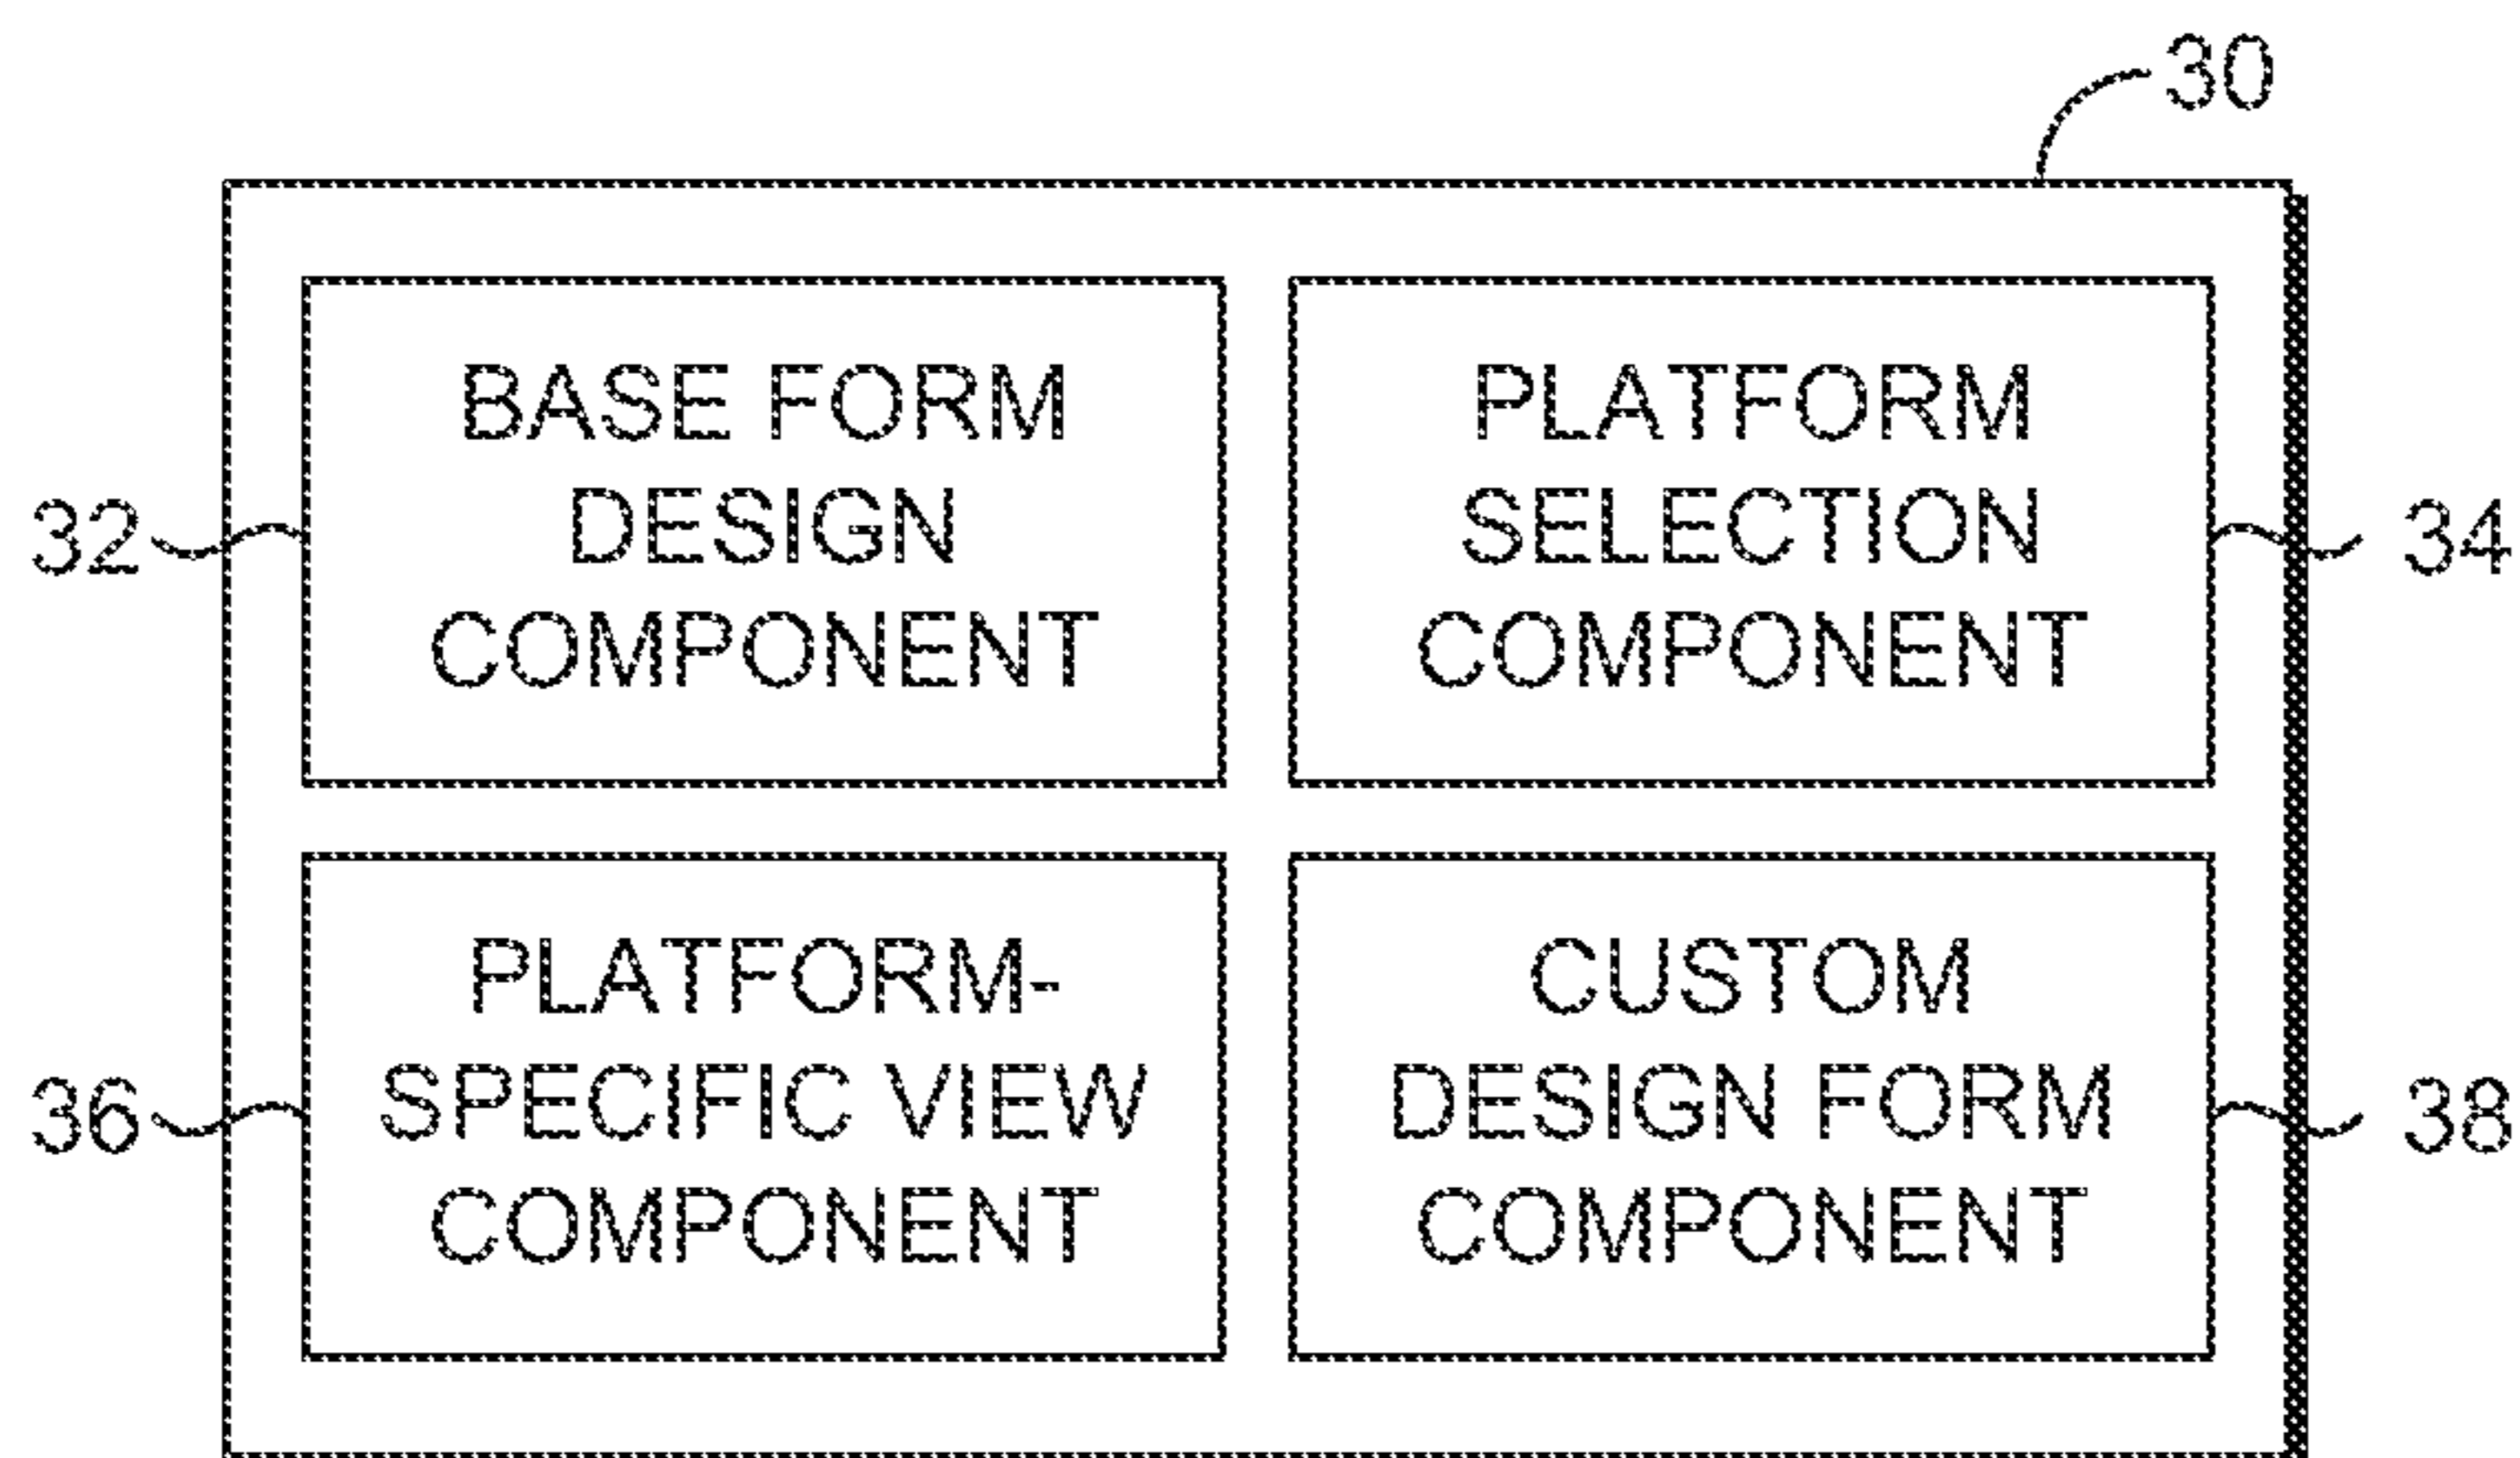 30
BASE FORM
DESIGN
COMPONENT
32
PLATFORM
SELECTION
COMPONENT
34
PLATFORM-
SPECIFIC VIEW
COMPONENT
36
CUSTOM
DESIGN FORM
COMPONENT
38